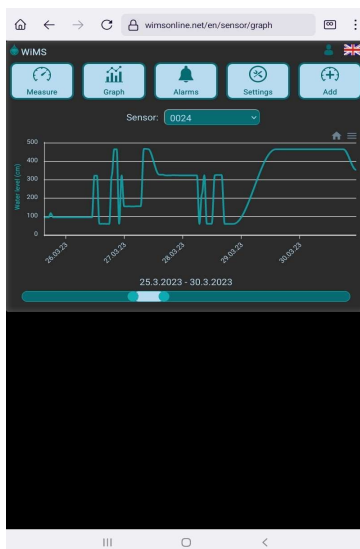 wimsonline.net/en/sensor/graph
WiMS
Measure
Graph
Alarms
Settings
Add
Sensor: 0024
Water level (cm)
500
400
300
200
100
0
26.03.23
27.03.23
28.03.23
29.03.23
30.03.23
25.3.2023 - 30.3.2023